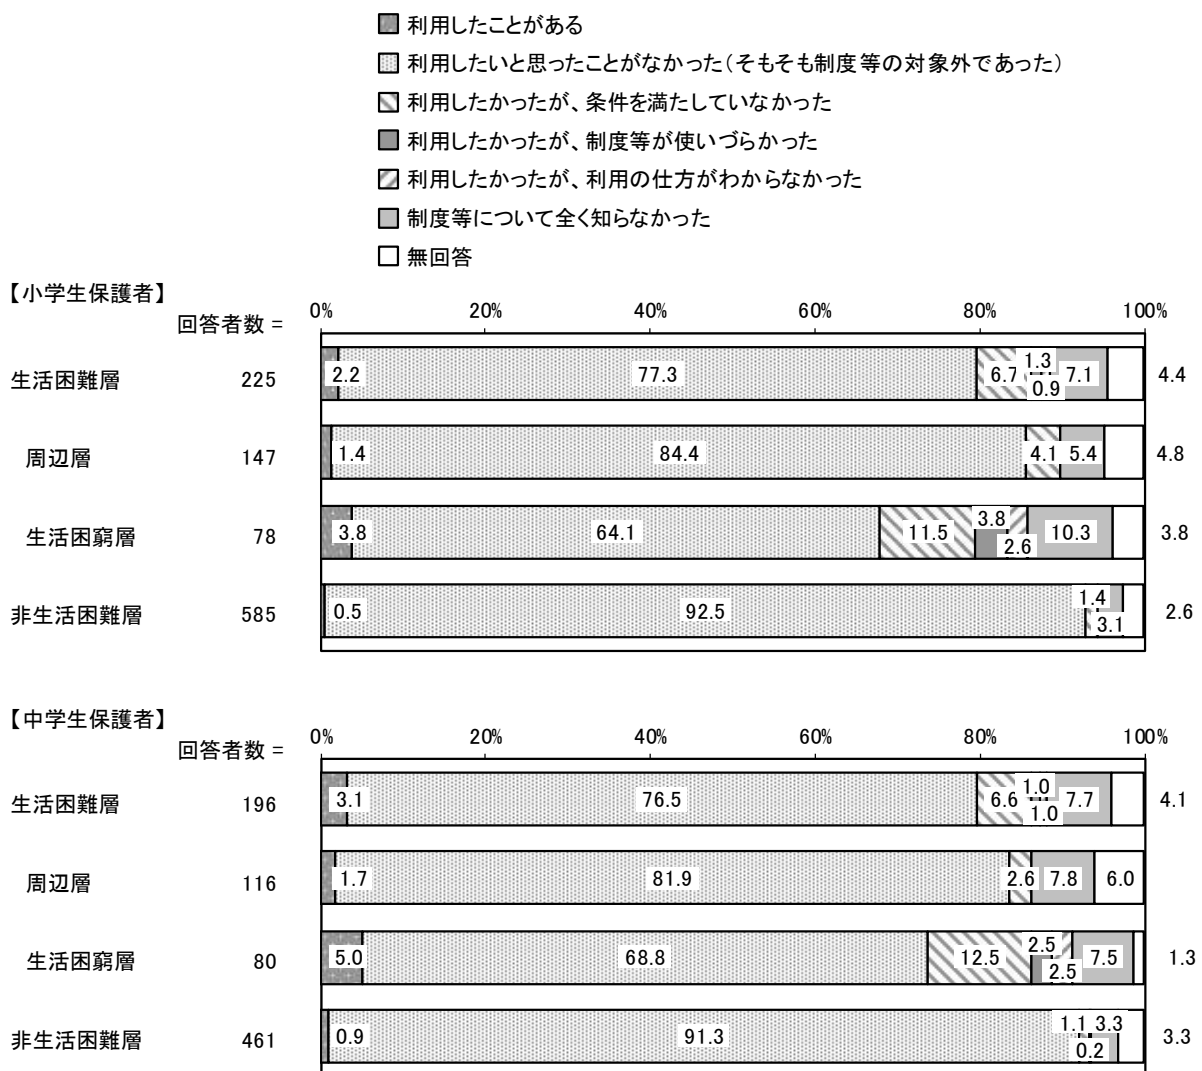 利用したことがある
利用したいと思ったことがなかった（そもそも制度等の対象外であった）
利用したかったが、条件を満たしていなかった
利用したかったが、制度等が使いづらかった
利用したかったが、利用の仕方がわからなかった
制度等について全く知らなかった
無回答
【小学生保護者】
回答者数 =
0% 20% 40% 60% 80% 100%
生活困難層 225 2.2 77.3 6.7 1.3 0.9 7.1 4.4
周辺層 147 1.4 84.4 4.1 5.4 4.8
生活困窮層 78 3.8 64.1 11.5 3.8 2.6 10.3 3.8
非生活困難層 585 0.5 92.5 1.4 3.1 2.6
【中学生保護者】
回答者数 =
0% 20% 40% 60% 80% 100%
生活困難層 196 3.1 76.5 6.6 1.0 1.0 7.7 4.1
周辺層 116 1.7 81.9 2.6 7.8 6.0
生活困窮層 80 5.0 68.8 12.5 2.5 2.5 7.5 1.3
非生活困難層 461 0.9 91.3 1.1 0.2 3.3 3.3